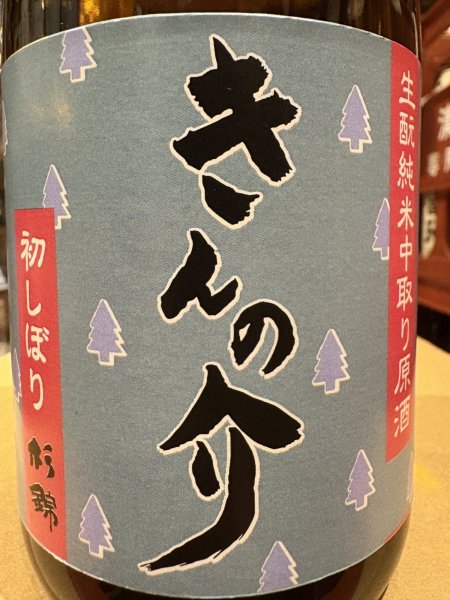 生酛純米中取り原酒
きんの介
初しぼり
杉錦